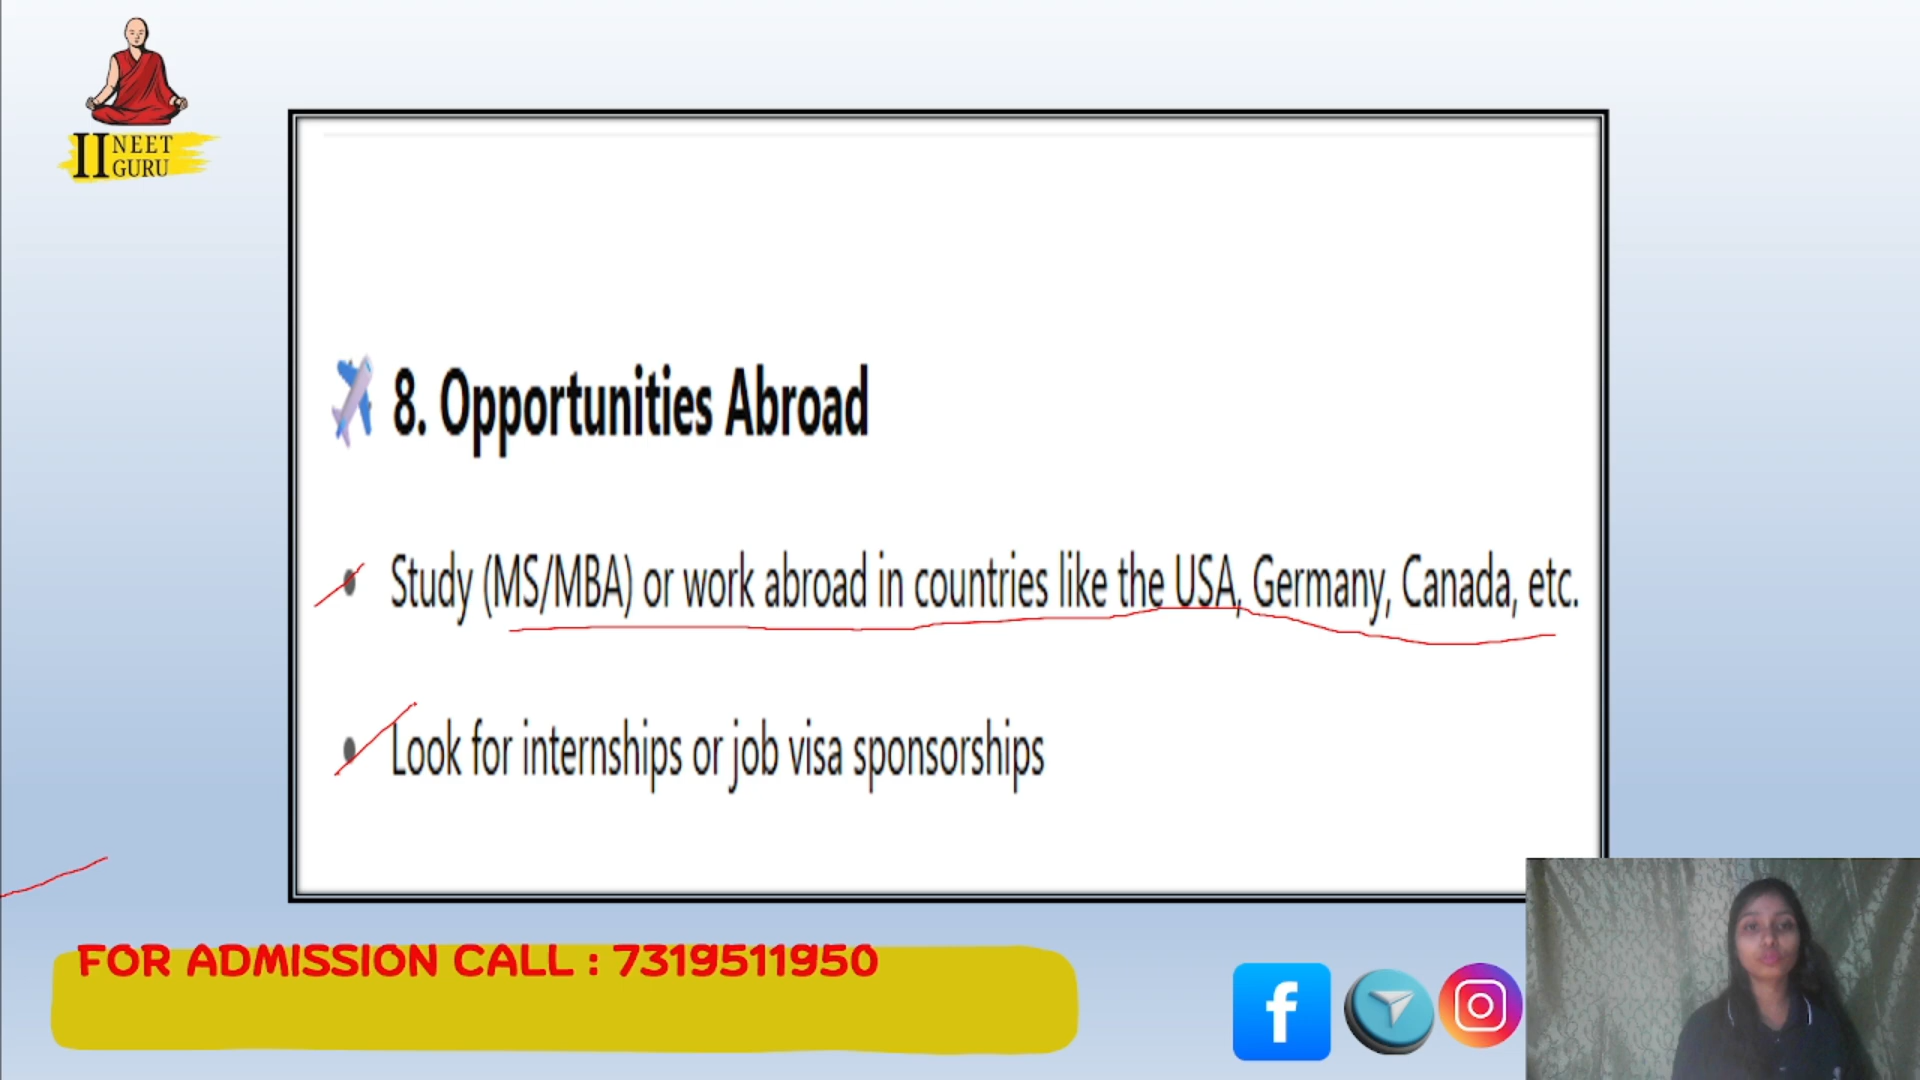 II NEET GURU
8. Opportunities Abroad
Study (MS/MBA) or work abroad in countries like the USA, Germany, Canada, etc.
Look for internships or job visa sponsorships
FOR ADMISSION CALL : 7319511950